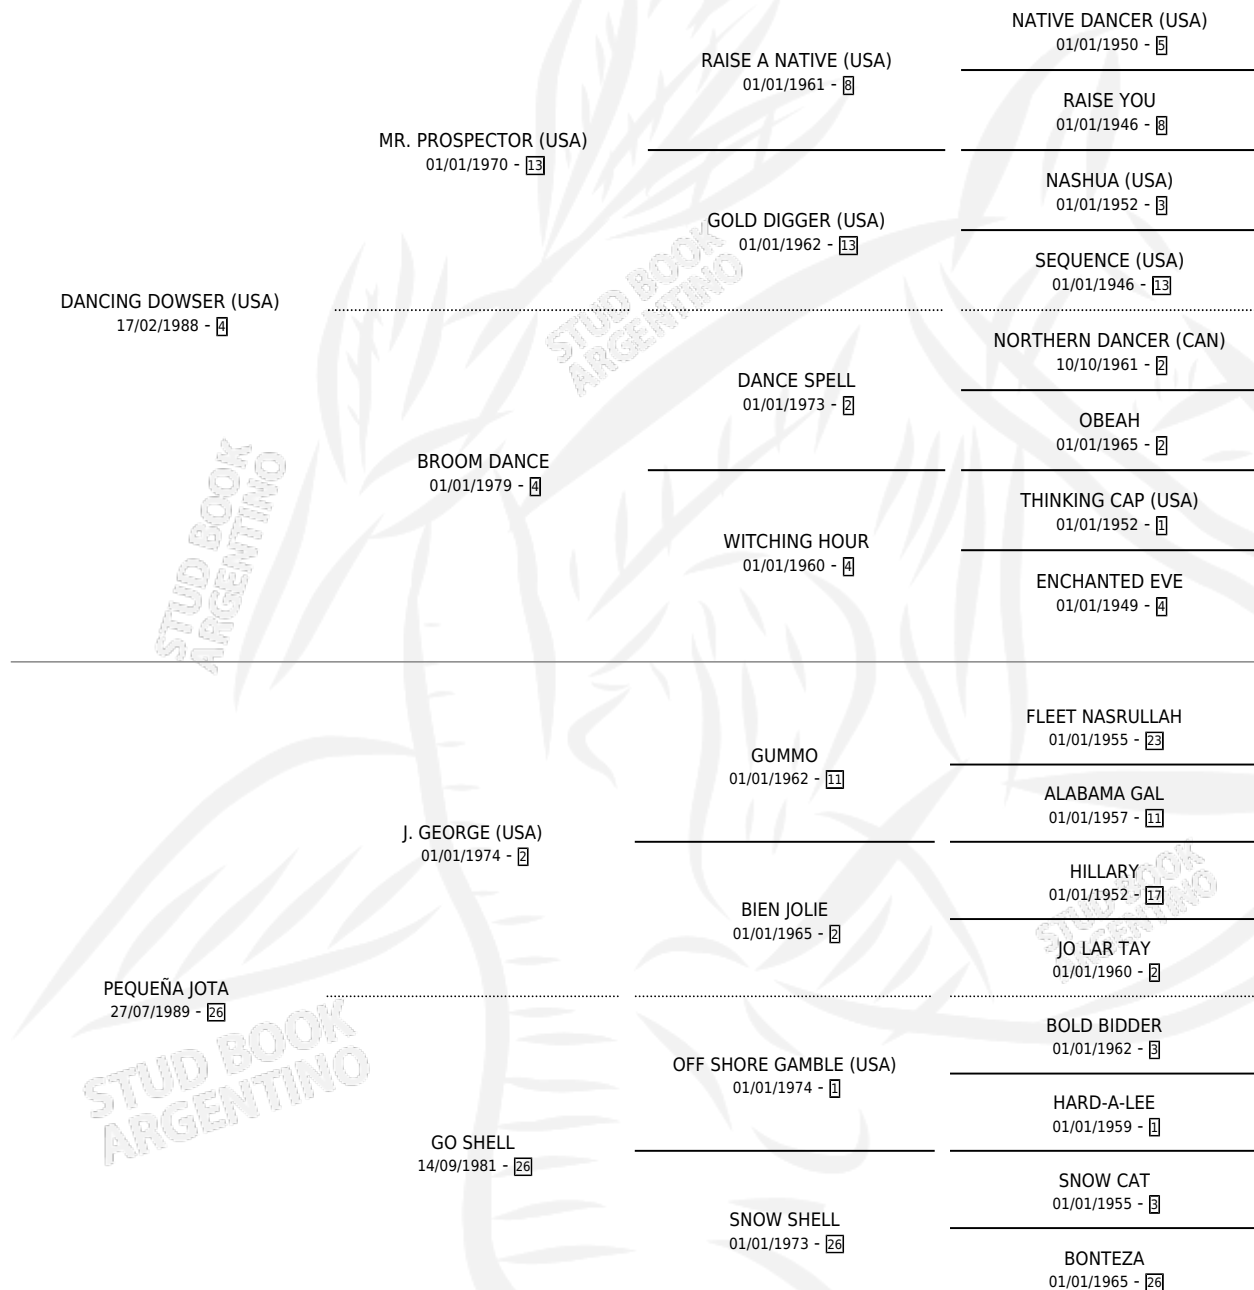 NATIVE DANCER (USA)
01/01/1950 - 5
RAISE A NATIVE (USA)
01/01/1961 - 8
RAISE YOU
01/01/1946 - 8
MR. PROSPECTOR (USA)
01/01/1970 - 13
NASHUA (USA)
01/01/1952 - 3
GOLD DIGGER (USA)
01/01/1962 - 13
SEQUENCE (USA)
01/01/1946 - 13
DANCING DOWSER (USA)
17/02/1988 - 4
NORTHERN DANCER (CAN)
10/10/1961 - 2
DANCE SPELL
01/01/1973 - 2
OBEAH
01/01/1965 - 2
BROOM DANCE
01/01/1979 - 4
THINKING CAP (USA)
01/01/1952 - 1
WITCHING HOUR
01/01/1960 - 4
ENCHANTED EVE
01/01/1949 - 4
FLEET NASRULLAH
01/01/1955 - 23
GUMMO
01/01/1962 - 11
ALABAMA GAL
01/01/1957 - 11
J. GEORGE (USA)
01/01/1974 - 2
HILLARY
01/01/1952 - 17
BIEN JOLIE
01/01/1965 - 2
JO LAR TAY
01/01/1960 - 2
PEQUEÑA JOTA
27/07/1989 - 26
BOLD BIDDER
01/01/1962 - 3
OFF SHORE GAMBLE (USA)
01/01/1974 - 1
HARD-A-LEE
01/01/1959 - 1
GO SHELL
14/09/1981 - 26
SNOW CAT
01/01/1955 - 3
SNOW SHELL
01/01/1973 - 26
BONTEZA
01/01/1965 - 26
STUD BOOK
ARGENTINO
STUD BOOK
ARGENTINO
STUD BOOK
ARGENTINO
STUD BOOK
ARGENTINO